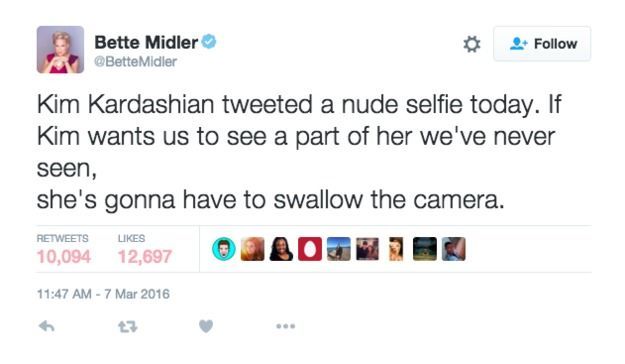 Bette Midler
@BetteMidler
Follow
Kim Kardashian tweeted a nude selfie today. If
Kim wants us to see a part of her we've never
seen,
she's gonna have to swallow the camera.
RETWEETS LIKES
10,094 12,697
11:47 AM - 7 Mar 2016